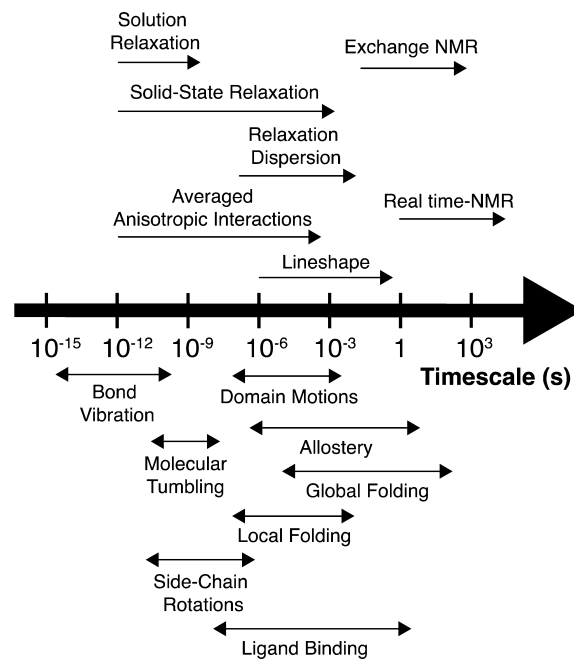 Solution
Relaxation
Exchange NMR
Solid-State Relaxation
Relaxation
Dispersion
Averaged
Anisotropic Interactions
Real time-NMR
Lineshape
10⁻¹⁵ 10⁻¹² 10⁻⁹ 10⁻⁶ 10⁻³ 1 10³
Timescale (s)
Bond
Vibration
Domain Motions
Allostery
Molecular
Tumbling
Global Folding
Local Folding
Side-Chain
Rotations
Ligand Binding